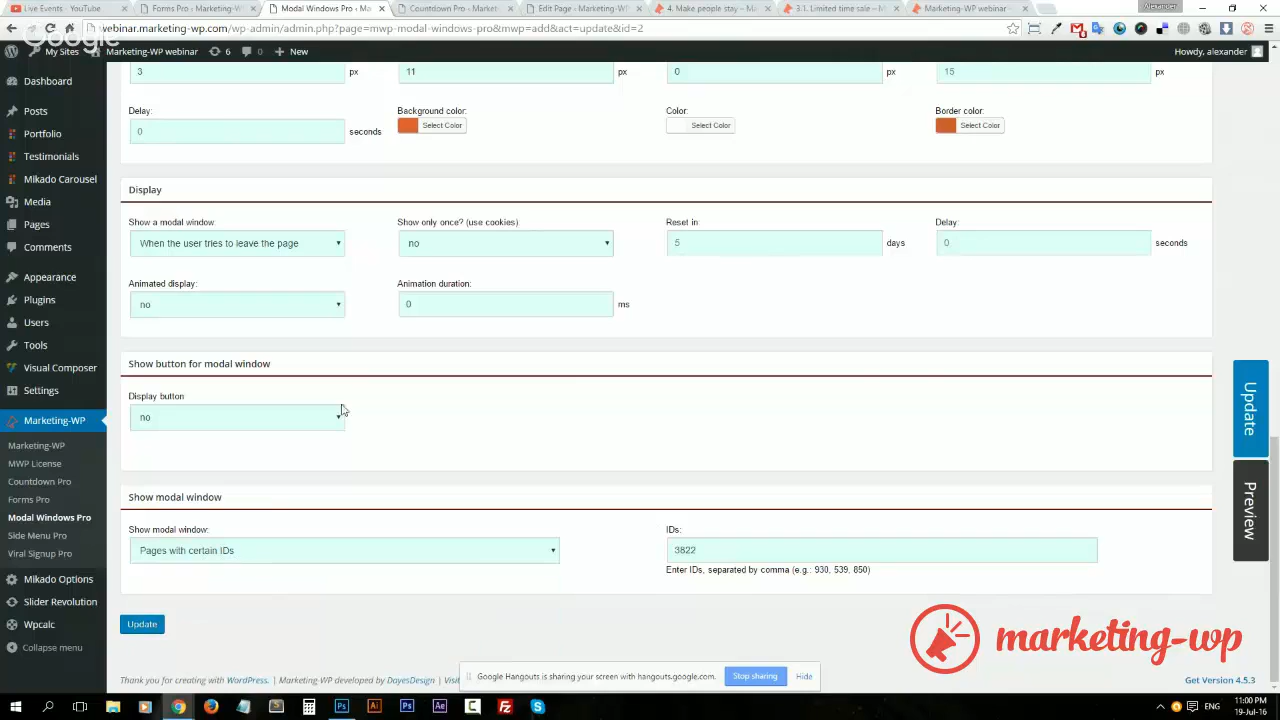 Live Events - YouTube
Forms Pro - Marketing-WP
Modal Windows Pro - Ma
Countdown Pro - Marketing
Edit Page - Marketing-WP
4. Make people stay - M
3.1. Limited time sale -
Marketing-WP webinar -
Alexander
webinar.marketing-wp.com/wp-admin/admin.php?page=mwp-modal-windows-pro&mwp=add&act=update&id=2
Google
My Sites
Marketing-WP webinar
6
0
+ New
Howdy, alexander
Dashboard
Posts
Portfolio
Testimonials
Mikado Carousel
Media
Pages
Comments
Appearance
Plugins
Users
Tools
Visual Composer
Settings
Marketing-WP
Marketing-WP
MWP License
Countdown Pro
Forms Pro
Modal Windows Pro
Side Menu Pro
Viral Signup Pro
Mikado Options
Slider Revolution
Wpcalc
Collapse menu
3 px
11 px
0 px
15 px
Delay:
0 seconds
Background color:
Select Color
Color:
Select Color
Border color:
Select Color
Display
Show a modal window:
When the user tries to leave the page
Show only once? (use cookies)
no
Reset in:
5 days
Delay:
0 seconds
Animated display:
no
Animation duration:
0 ms
Show button for modal window
Display button
no
Show modal window
Show modal window:
Pages with certain IDs
IDs:
3822
Enter IDs, separated by comma (e.g.: 930, 539, 850)
Update
Update
Preview
marketing-wp
Google Hangouts is sharing your screen with hangouts.google.com.
Stop sharing
Hide
Thank you for creating with WordPress. | Marketing-WP developed by DayesDesign | Visit
Get Version 4.5.3
11:00 PM
19-Jul-16